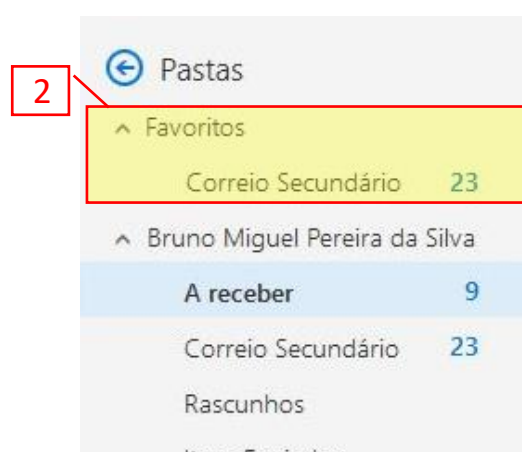 Pastas
2
Favoritos
Correio Secundário 23
Bruno Miguel Pereira da Silva
A receber 9
Correio Secundário 23
Rascunhos